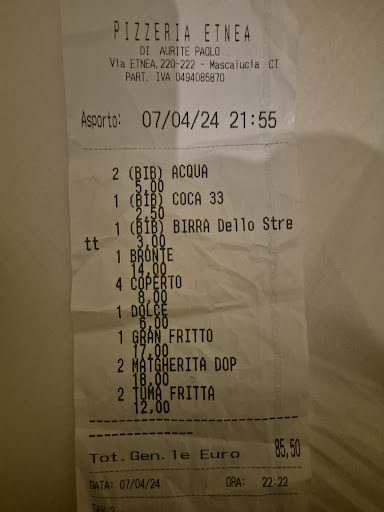 PIZZERIA ETNEA
DI AURITE PAOLO
Via ETNEA,220-222 - Mascalucia CT
PART. IVA 0494085870
Asporto: 07/04/24 21:55
2 (BIB) ACQUA
5,00
1 (BIB) COCA 33
2,50
1 (BIB) BIRRA Dello Stre
tt 3,00
1 BRONTE
14,00
4 COPERTO
8,00
1 DOLCE
6,00
1 GRAN FRITTO
17,00
2 MATGHERITA DOP
18,00
2 TUMA FRITTA
12,00
Tot.Gen.le Euro 85,50
DATA: 07/04/24 ORA: 22:22